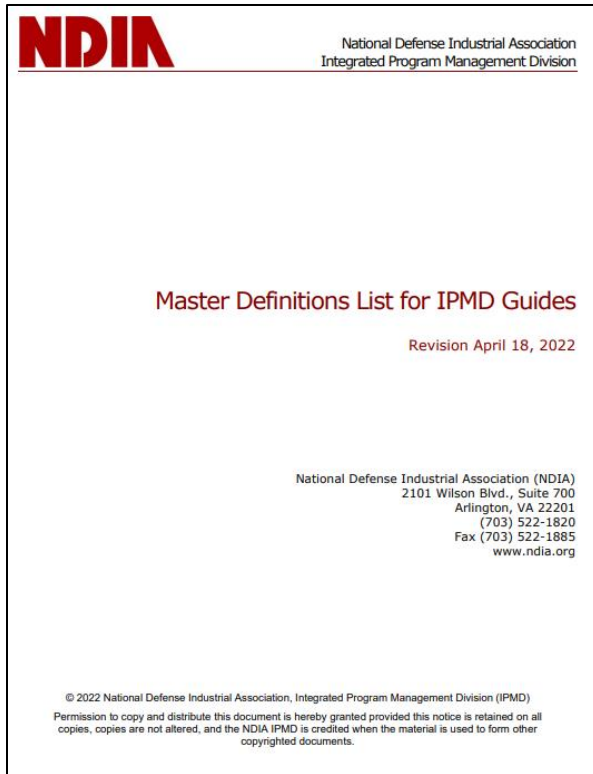 NDIA
National Defense Industrial Association
Integrated Program Management Division
Master Definitions List for IPMD Guides
Revision April 18, 2022
National Defense Industrial Association (NDIA)
2101 Wilson Blvd., Suite 700
Arlington, VA 22201
(703) 522-1820
Fax (703) 522-1885
www.ndia.org
© 2022 National Defense Industrial Association, Integrated Program Management Division (IPMD)
Permission to copy and distribute this document is hereby granted provided this notice is retained on all
copies, copies are not altered, and the NDIA IPMD is credited when the material is used to form other
copyrighted documents.